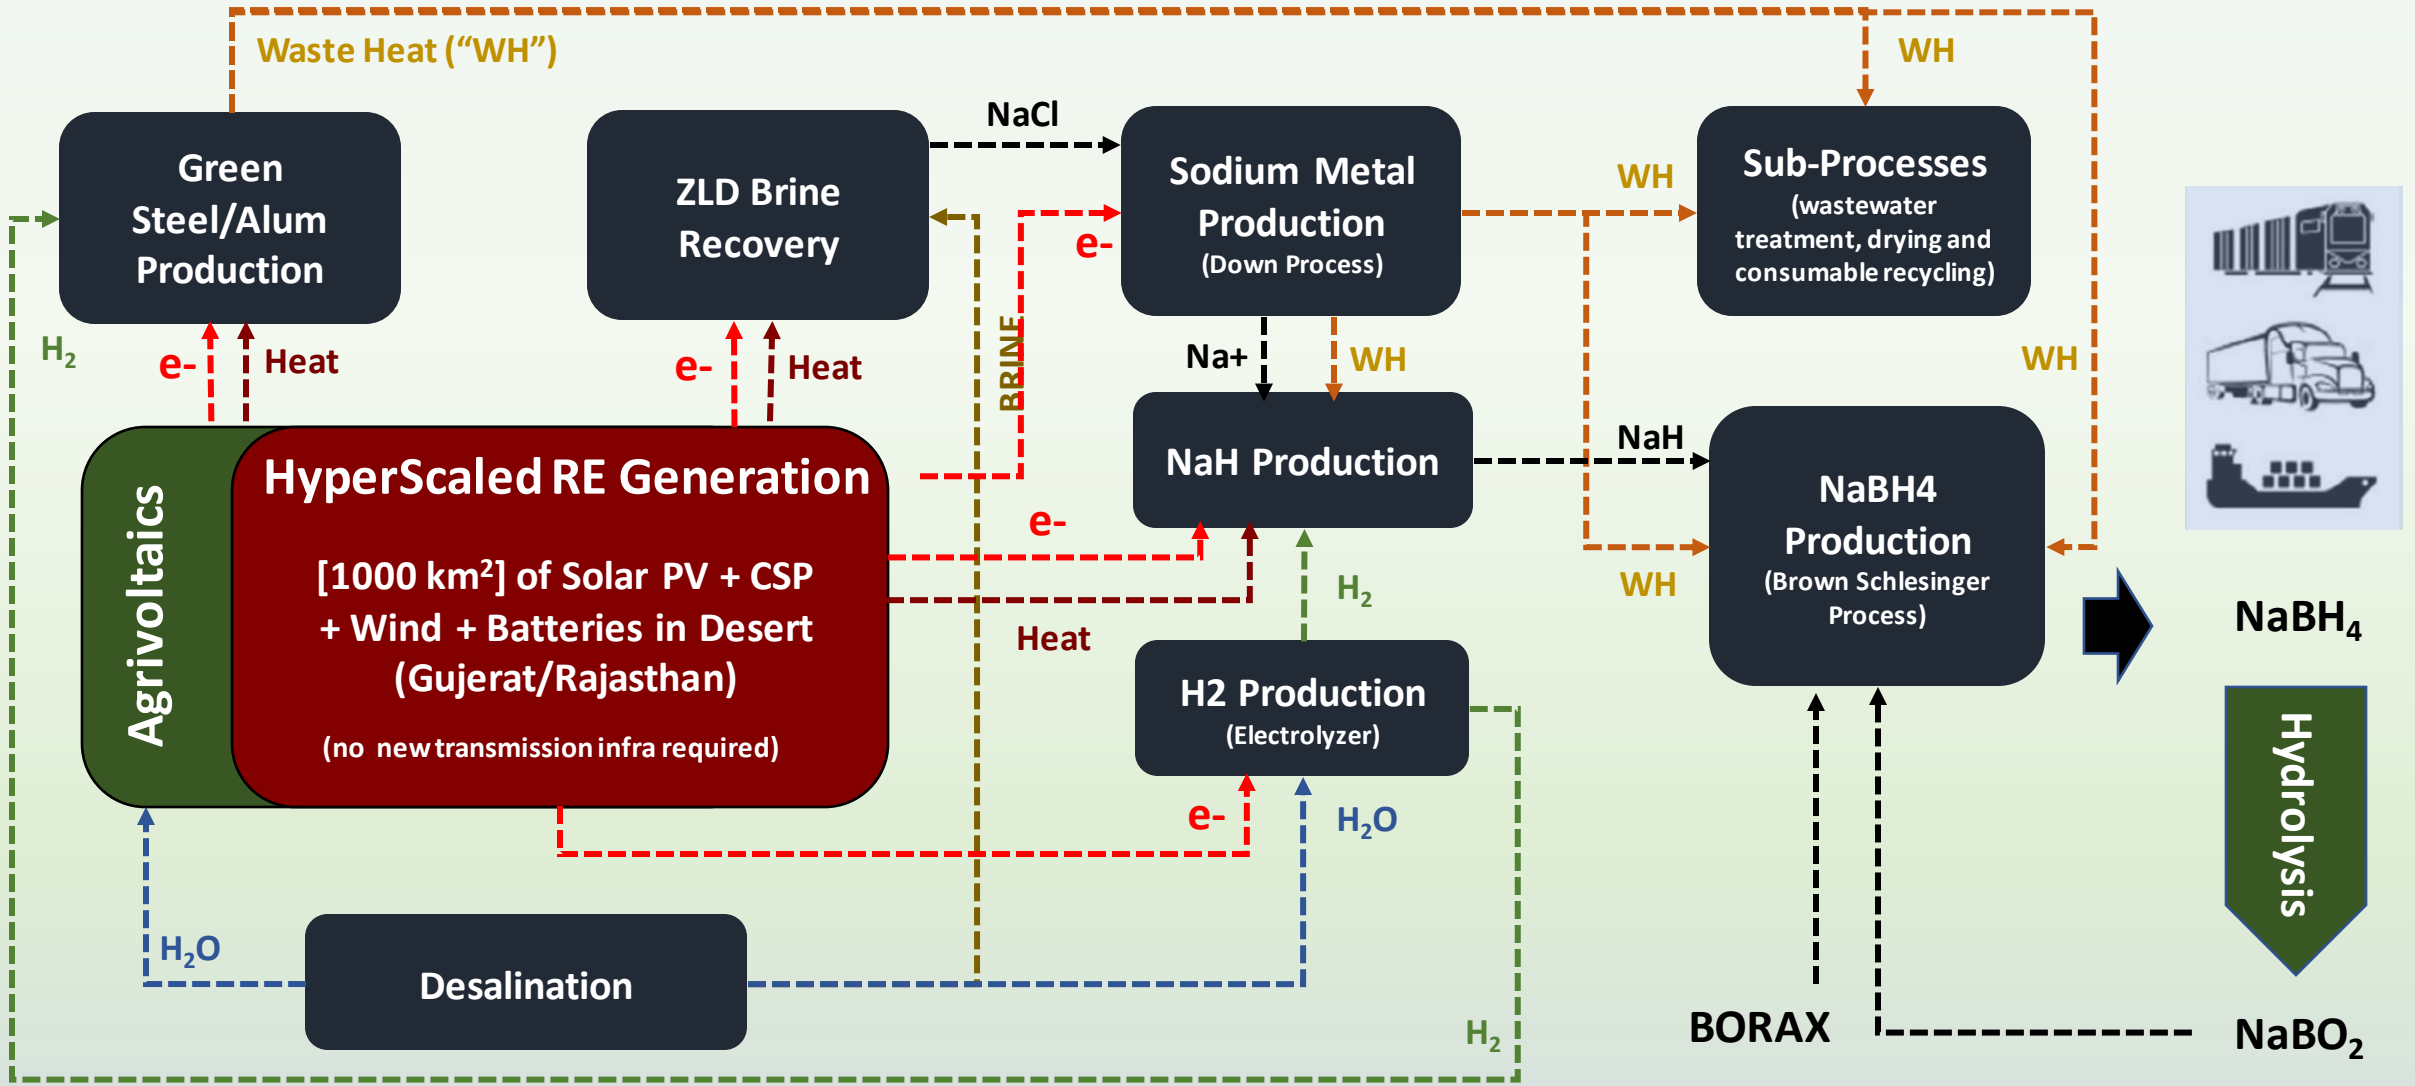 Waste Heat (“WH”)
WH
NaCl
Green
Steel/Alum
Production
ZLD Brine
Recovery
Sodium Metal
Production
(Down Process)
WH
Sub-Processes
(wastewater
treatment, drying and
consumable recycling)
e-
H2
e-
Heat
e-
Heat
BRINE
Na+
WH
WH
Agrivoltaics
HyperScaled RE Generation
[1000 km2] of Solar PV + CSP
+ Wind + Batteries in Desert
(Gujerat/Rajasthan)
(no new transmission infra required)
NaH Production
NaH
e-
Heat
H2
WH
NaBH4
Production
(Brown Schlesinger
Process)
NaBH4
H2 Production
(Electrolyzer)
Hydrolysis
e-
H2O
H2O
Desalination
H2
BORAX
NaBO2